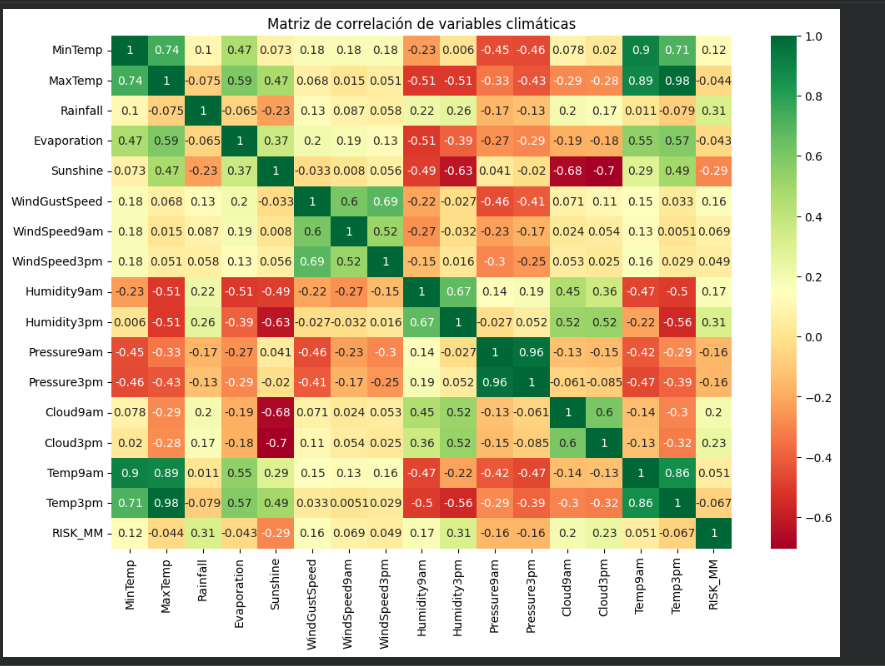 Matriz de correlación de variables climáticas
MinTemp 1 0.74 0.1 0.47 0.073 0.18 0.18 0.18 -0.23 0.006 -0.45 -0.46 0.078 0.02 0.9 0.71 0.12
MaxTemp 0.74 1 -0.075 0.59 0.47 0.068 0.015 0.051 -0.51 -0.51 -0.33 -0.43 -0.29 -0.28 0.89 0.98 -0.044
Rainfall 0.1 -0.075 1 -0.065 -0.23 0.13 0.087 0.058 0.22 0.26 -0.17 -0.13 0.2 0.17 0.011 -0.079 0.31
Evaporation 0.47 0.59 -0.065 1 0.37 0.2 0.19 0.13 -0.51 -0.39 -0.27 -0.29 -0.19 -0.18 0.55 0.57 -0.043
Sunshine 0.073 0.47 -0.23 0.37 1 -0.033 0.008 0.056 -0.49 -0.63 0.041 -0.02 -0.68 -0.7 0.29 0.49 -0.29
WindGustSpeed 0.18 0.068 0.13 0.2 -0.033 1 0.6 0.69 -0.22 -0.027 -0.46 -0.41 0.071 0.11 0.15 0.033 0.16
WindSpeed9am 0.18 0.015 0.087 0.19 0.008 0.6 1 0.52 -0.27 -0.032 -0.23 -0.17 0.024 0.054 0.13 0.0051 0.069
WindSpeed3pm 0.18 0.051 0.058 0.13 0.056 0.69 0.52 1 -0.15 0.016 -0.3 -0.25 0.053 0.025 0.16 0.029 0.049
Humidity9am -0.23 -0.51 0.22 -0.51 -0.49 -0.22 -0.27 -0.15 1 0.67 0.14 0.19 0.45 0.36 -0.47 -0.5 0.17
Humidity3pm 0.006 -0.51 0.26 -0.39 -0.63 -0.027 -0.032 0.016 0.67 1 -0.027 0.052 0.52 0.52 -0.22 -0.56 0.31
Pressure9am -0.45 -0.33 -0.17 -0.27 0.041 -0.46 -0.23 -0.3 0.14 -0.027 1 0.96 -0.13 -0.15 -0.42 -0.29 -0.16
Pressure3pm -0.46 -0.43 -0.13 -0.29 -0.02 -0.41 -0.17 -0.25 0.19 0.052 0.96 1 -0.061 -0.085 -0.47 -0.39 -0.16
Cloud9am 0.078 -0.29 0.2 -0.19 -0.68 0.071 0.024 0.053 0.45 0.52 -0.13 -0.061 1 0.6 -0.14 -0.3 0.2
Cloud3pm 0.02 -0.28 0.17 -0.18 -0.7 0.11 0.054 0.025 0.36 0.52 -0.15 -0.085 0.6 1 -0.13 -0.32 0.23
Temp9am 0.9 0.89 0.011 0.55 0.29 0.15 0.13 0.16 -0.47 -0.22 -0.42 -0.47 -0.14 -0.13 1 0.86 0.051
Temp3pm 0.71 0.98 -0.079 0.57 0.49 0.033 0.0051 0.029 -0.5 -0.56 -0.29 -0.39 -0.3 -0.32 0.86 1 -0.067
RISK_MM 0.12 -0.044 0.31 -0.043 -0.29 0.16 0.069 0.049 0.17 0.31 -0.16 -0.16 0.2 0.23 0.051 -0.067 1
MinTemp
MaxTemp
Rainfall
Evaporation
Sunshine
WindGustSpeed
WindSpeed9am
WindSpeed3pm
Humidity9am
Humidity3pm
Pressure9am
Pressure3pm
Cloud9am
Cloud3pm
Temp9am
Temp3pm
RISK_MM
1.0
0.8
0.6
0.4
0.2
0.0
−0.2
−0.4
−0.6